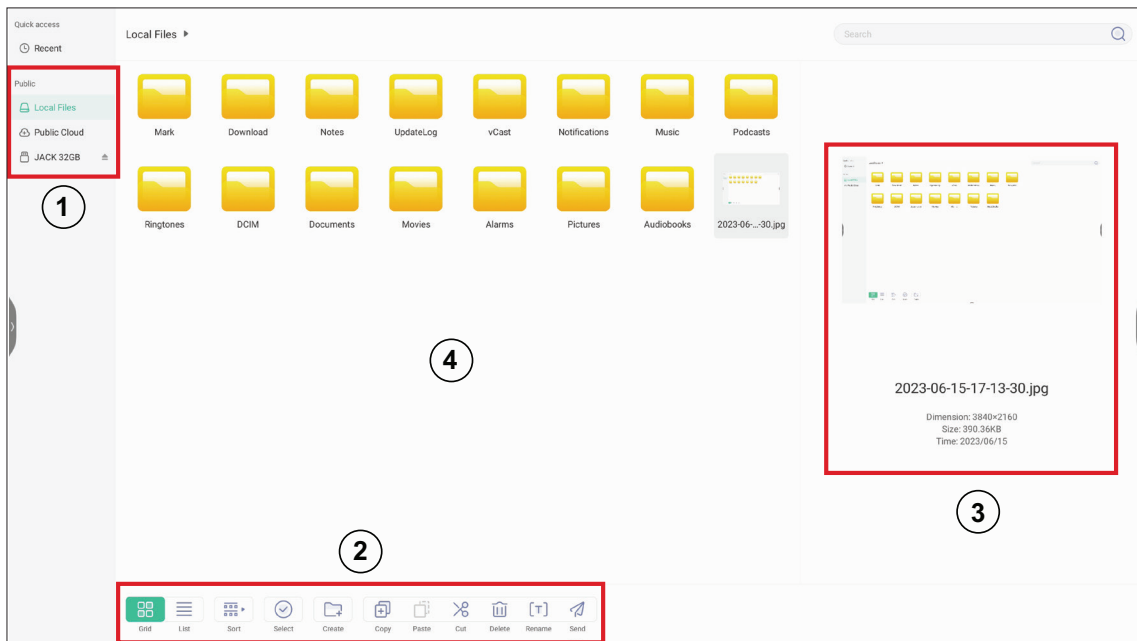 Quick access
Recent
Public
Local Files
Public Cloud
JACK 32GB
1
Local Files
Search
Mark Download Notes UpdateLog vCast Notifications Music Podcasts
Ringtones DCIM Documents Movies Alarms Pictures Audiobooks 2023-06-...-30.jpg
4
2023-06-15-17-13-30.jpg
Dimension: 3840×2160
Size: 390.36KB
Time: 2023/06/15
3
2
Grid List Sort Select Create Copy Paste Cut Delete Rename Send